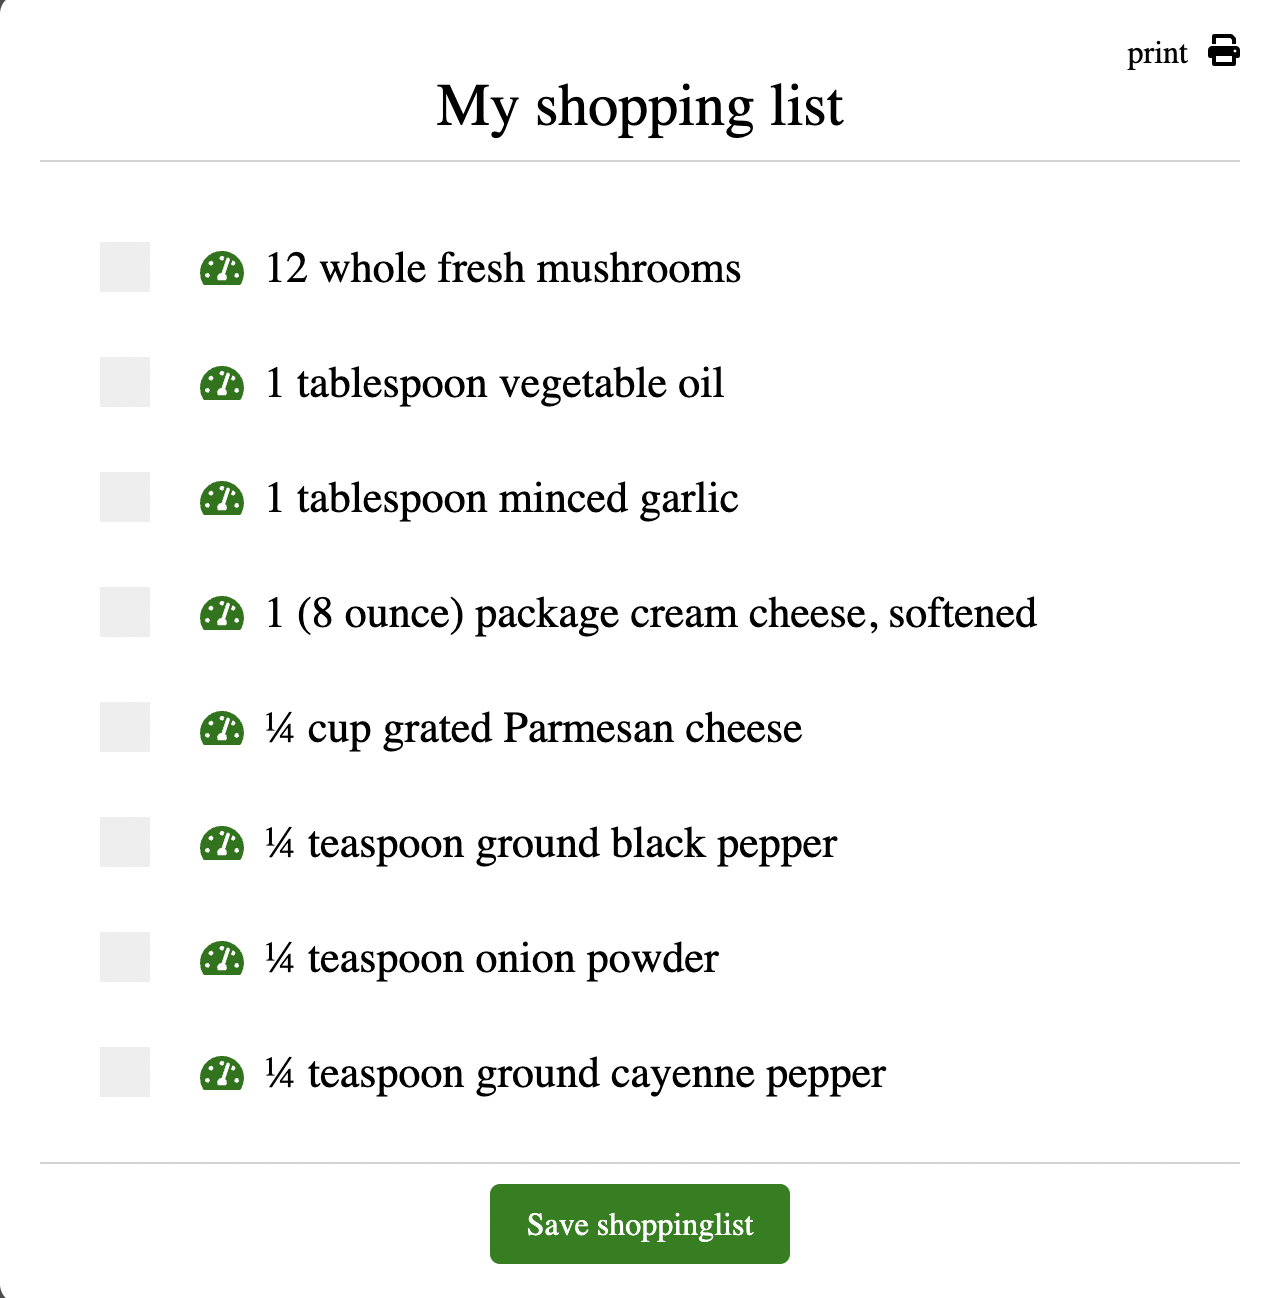 print
My shopping list
12 whole fresh mushrooms
1 tablespoon vegetable oil
1 tablespoon minced garlic
1 (8 ounce) package cream cheese, softened
¼ cup grated Parmesan cheese
¼ teaspoon ground black pepper
¼ teaspoon onion powder
¼ teaspoon ground cayenne pepper
Save shoppinglist